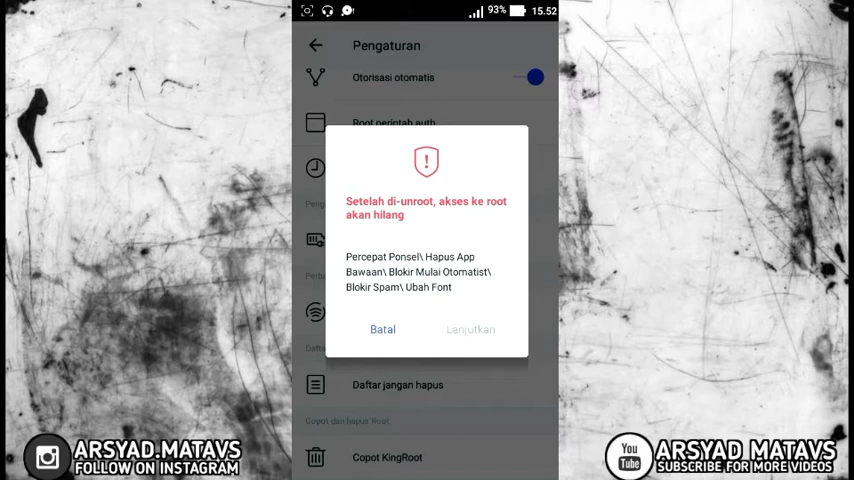 93%
15.52
Pengaturan
Otorisasi otomatis
Root perintah auth
Setelah di-unroot, akses ke root
akan hilang
Percepat Ponsel\ Hapus App
Bawaan\ Blokir Mulai Otomatist\
Blokir Spam\ Ubah Font
Batal
Lanjutkan
Daftar jangan hapus
Copot dan hapus Root
Copot KingRoot
ARSYAD.MATAVS
FOLLOW ON INSTAGRAM
You
Tube
ARSYAD MATAVS
SUBSCRIBE FOR MORE VIDEOS